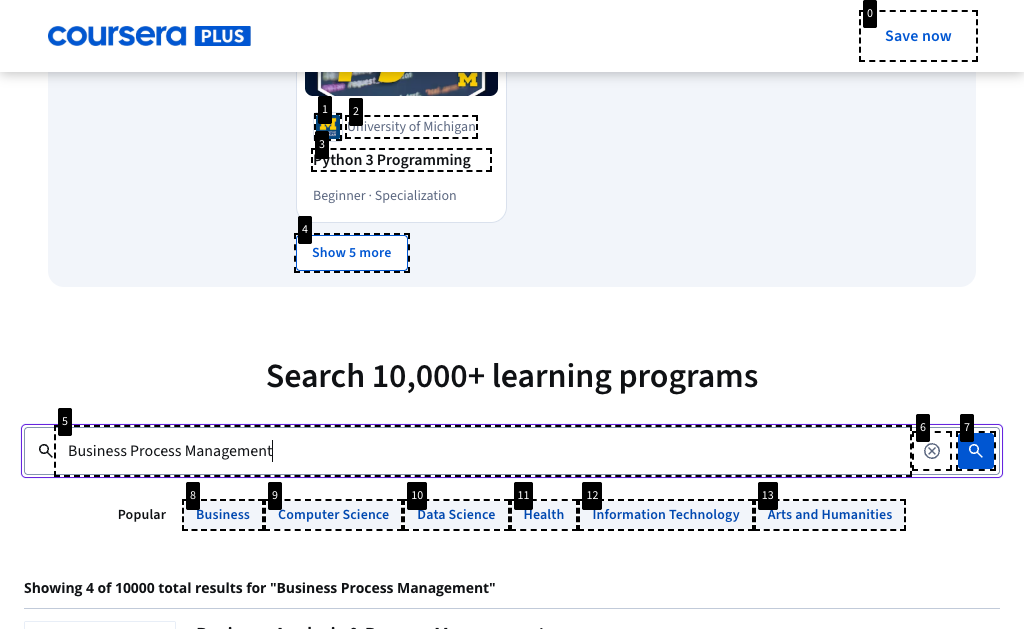 coursera PLUS
0
Save now
1
2
University of Michigan
3
Python 3 Programming
Beginner · Specialization
4
Show 5 more
Search 10,000+ learning programs
5
6
7
Business Process Management
8
9
10
11
12
13
Popular
Business
Computer Science
Data Science
Health
Information Technology
Arts and Humanities
Showing 4 of 10000 total results for "Business Process Management"